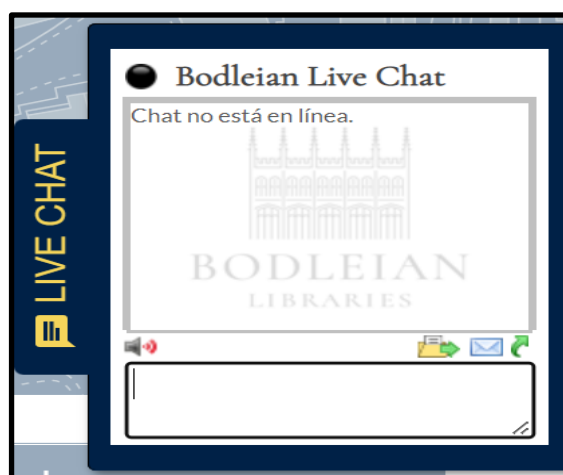 Bodleian Live Chat
Chat no está en línea.
LIVE CHAT
BODLEIAN
LIBRARIES